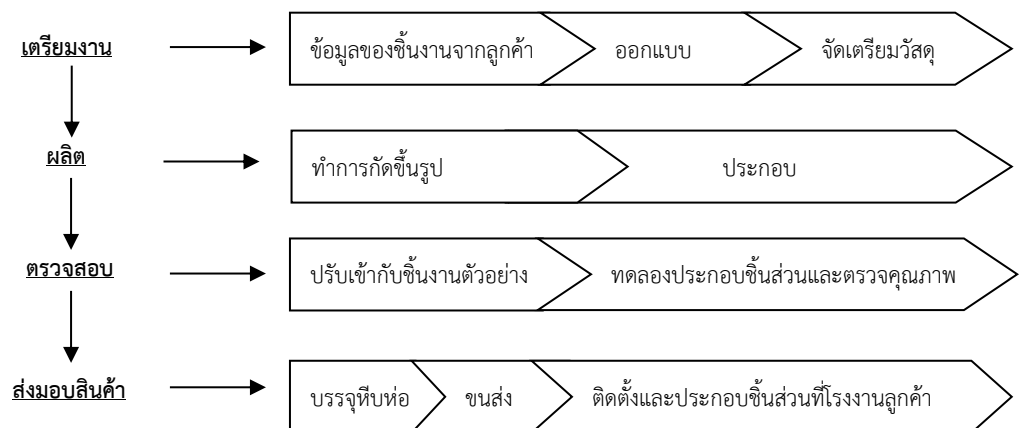 เตรียมงาน ข้อมูลของชิ้นงานจากลูกค้า ออกแบบ จัดเตรียมวัสดุ
ผลิต ทำการกัดขึ้นรูป ประกอบ
ตรวจสอบ ปรับเข้ากับชิ้นงานตัวอย่าง ทดลองประกอบชิ้นส่วนและตรวจคุณภาพ
ส่งมอบสินค้า บรรจุหีบห่อ ขนส่ง ติดตั้งและประกอบชิ้นส่วนที่โรงงานลูกค้า